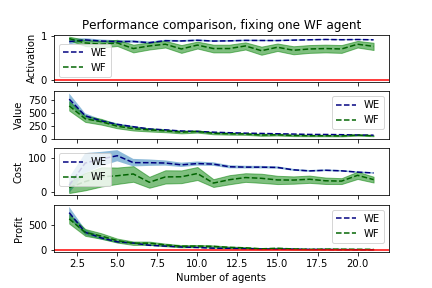 Performance comparison, fixing one WF agent
Activation
1
0
WE
WF
Value
750
500
250
0
WE
WF
Cost
100
0
WE
WF
Profit
500
0
WE
WF
2.5 5.0 7.5 10.0 12.5 15.0 17.5 20.0
Number of agents